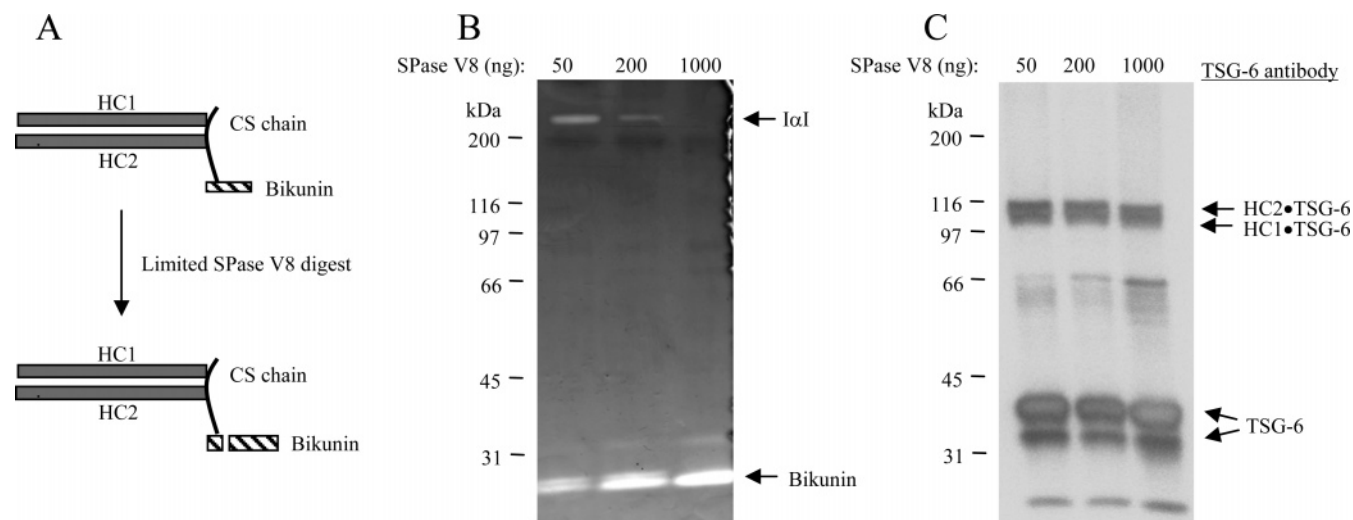 A
HC1
CS chain
HC2
Bikunin
Limited SPase V8 digest
HC1
CS chain
HC2
Bikunin
B
SPase V8 (ng): 50 200 1000
kDa
IαI
200
116
97
66
45
31
Bikunin
C
SPase V8 (ng): 50 200 1000 TSG-6 antibody
kDa
200
116
HC2•TSG-6
HC1•TSG-6
97
66
45
TSG-6
31